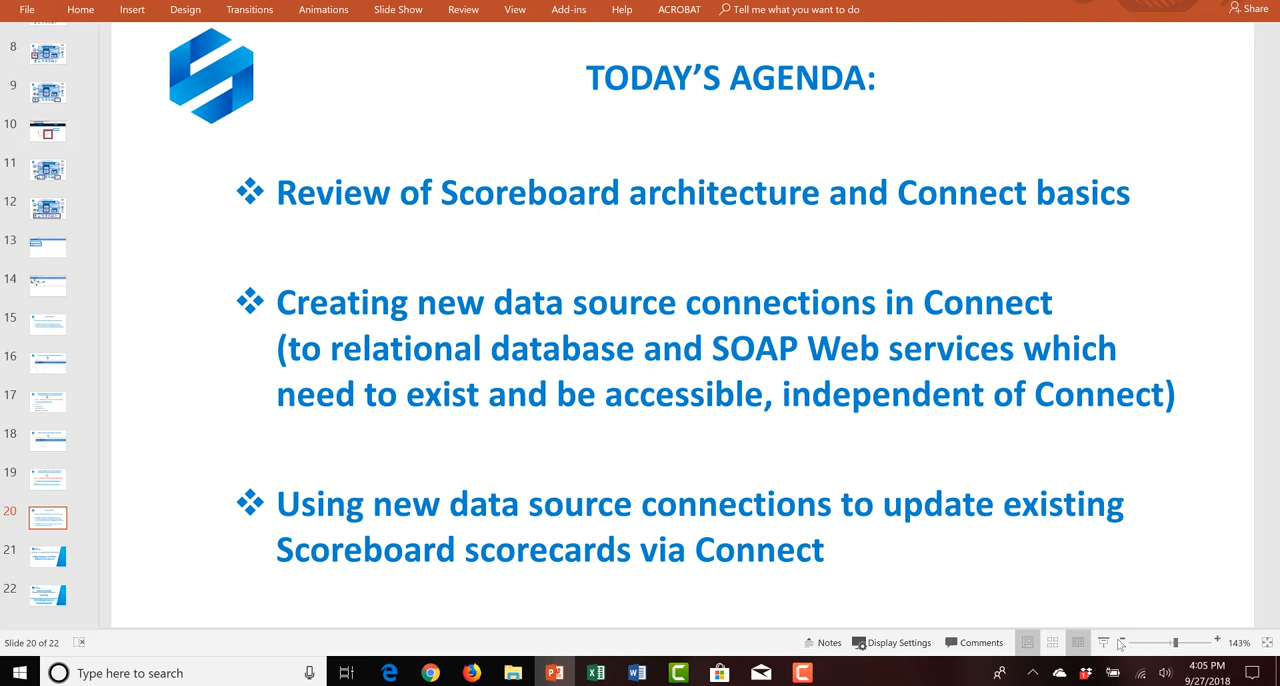 File Home Insert Design Transitions Animations Slide Show Review View Add-ins Help ACROBAT Tell me what you want to do Share
TODAY'S AGENDA:
❖ Review of Scoreboard architecture and Connect basics
❖ Creating new data source connections in Connect
(to relational database and SOAP Web services which
need to exist and be accessible, independent of Connect)
❖ Using new data source connections to update existing
Scoreboard scorecards via Connect
8
9
10
11
12
13
14
15
16
17
18
19
20
21
22
Slide 20 of 22 Notes Display Settings Comments 143%
Type here to search
4:05 PM
9/27/2018